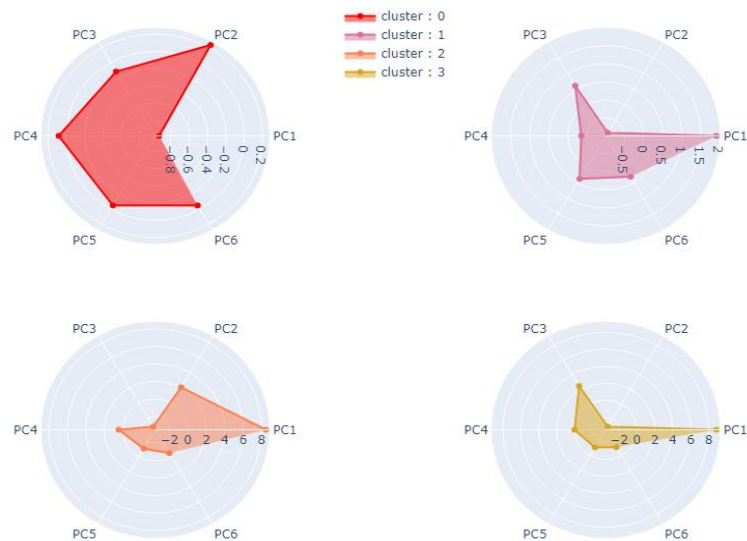 cluster : 0
cluster : 1
cluster : 2
cluster : 3
PC3
PC2
PC4
PC1
PC5
PC6
−0.8
−0.6
−0.4
−0.2
0
0.2
PC3
PC2
PC4
PC1
PC5
PC6
−0.5
0
0.5
1
1.5
2
PC3
PC2
PC4
PC1
PC5
PC6
−2 0 2 4 6 8
PC3
PC2
PC4
PC1
PC5
PC6
−2 0 2 4 6 8